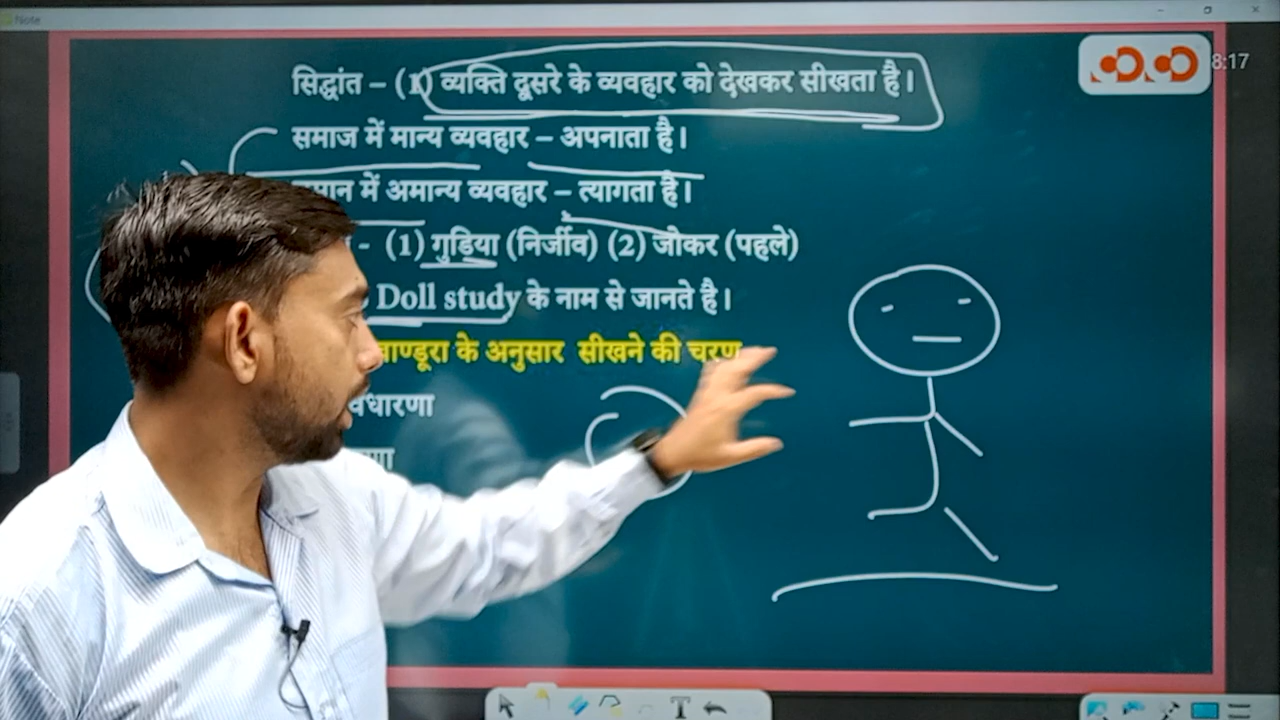 Note
8:17
सिद्धांत – (1) व्यक्ति दूसरे के व्यवहार को देखकर सीखता है।
समाज में मान्य व्यवहार – अपनाता है।
में अमान्य व्यवहार – त्यागता है।
- (1) गुडि़या (निर्जीव) (2) जोकर (पहले)
Doll study के नाम से जानते है।
के अनुसार सीखने की चरण
T